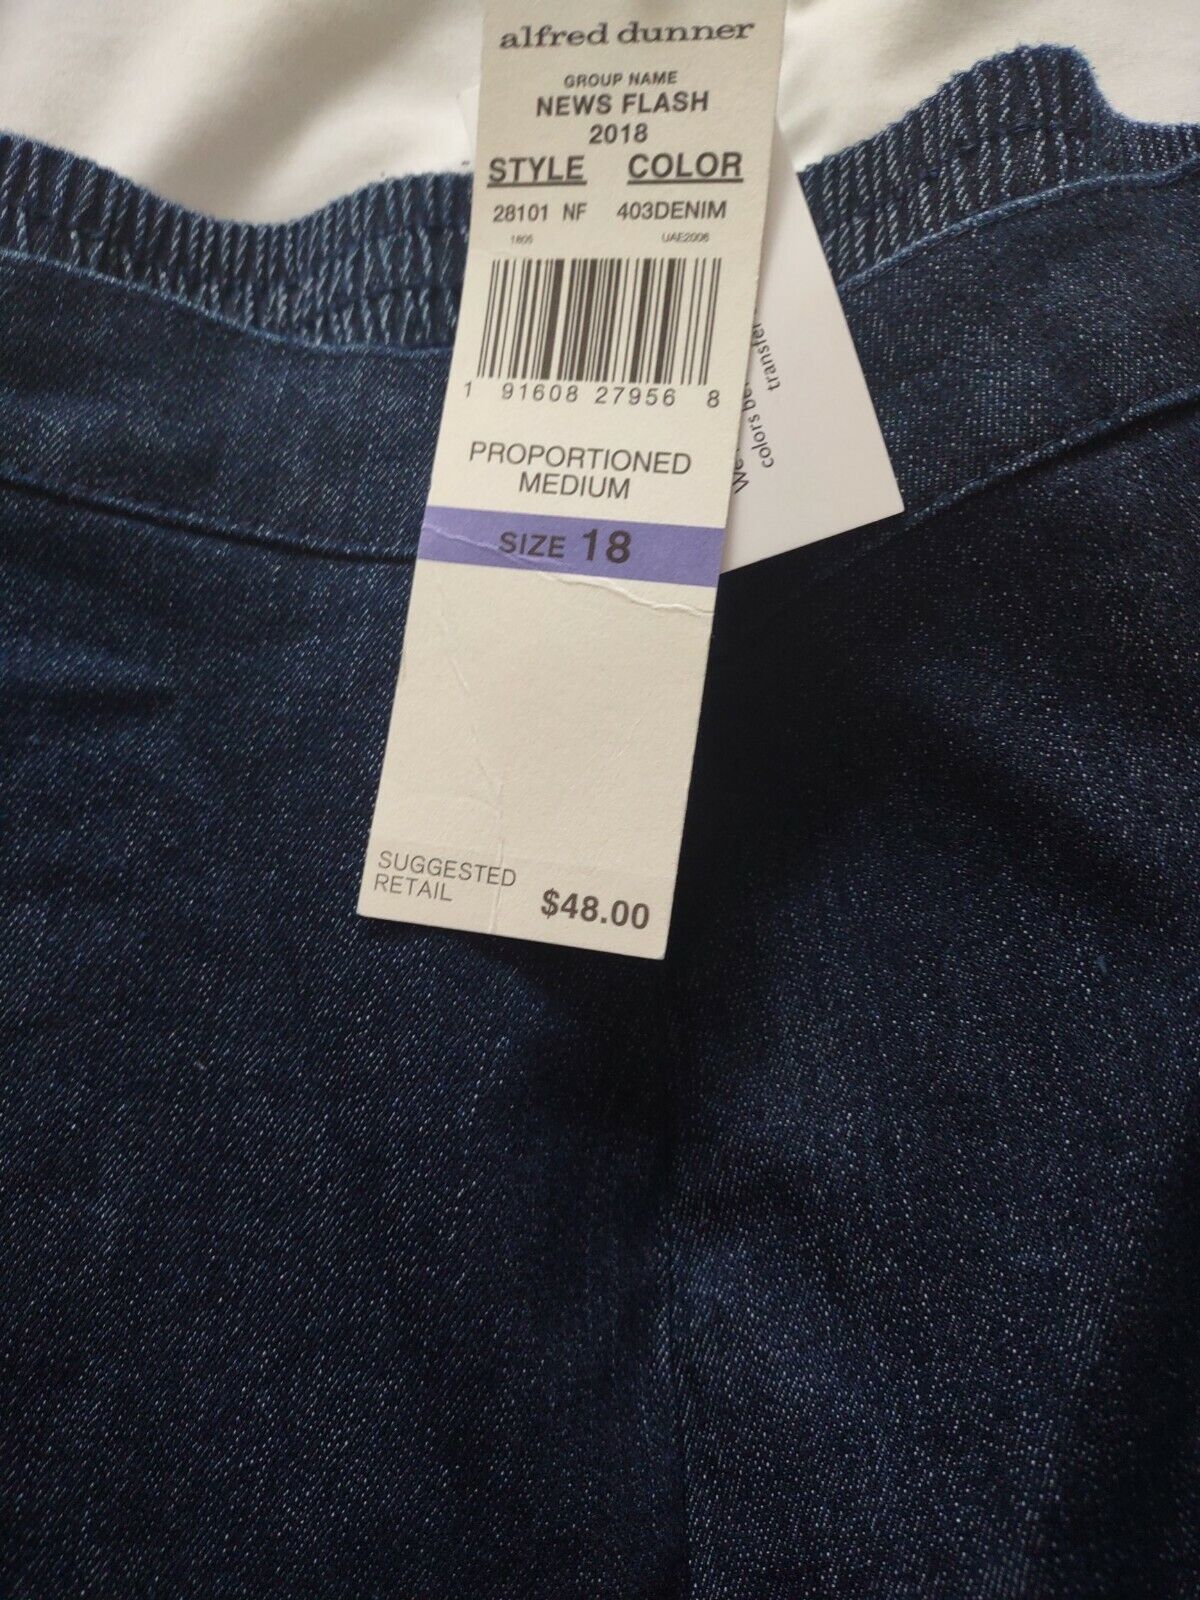 alfred dunner
GROUP NAME
NEWS FLASH
2018
STYLE COLOR
28101 NF 403DENIM
1805 UAE2006
1 91608 27956 8
PROPORTIONED
MEDIUM
SIZE 18
SUGGESTED
RETAIL $48.00
colors
transfer